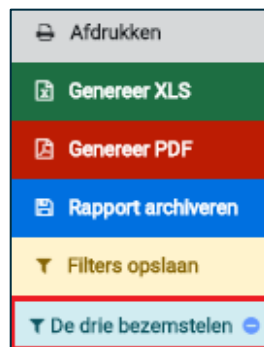 Afdrukken
Genereer XLS
Genereer PDF
Rapport archiveren
Filters opslaan
De drie bezemstelen